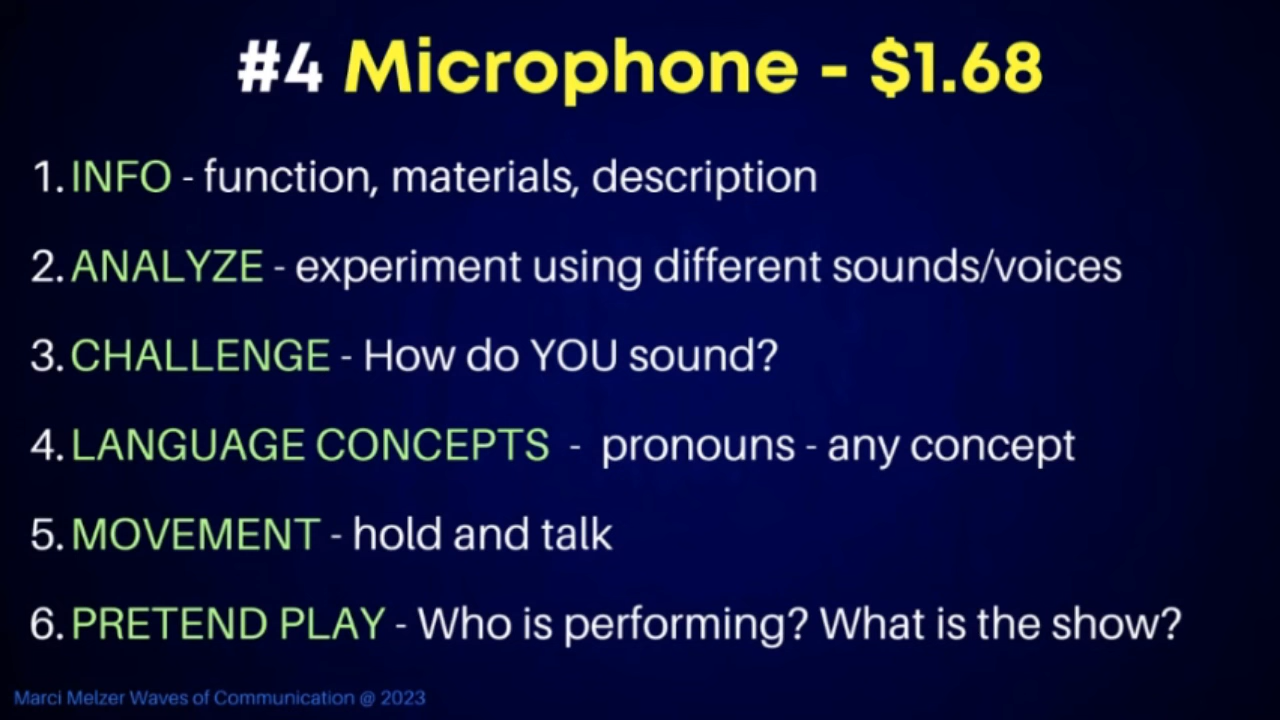 #4 Microphone - $1.68
1. INFO - function, materials, description
2. ANALYZE - experiment using different sounds/voices
3. CHALLENGE - How do YOU sound?
4. LANGUAGE CONCEPTS - pronouns - any concept
5. MOVEMENT - hold and talk
6. PRETEND PLAY - Who is performing? What is the show?
Marci Melzer Waves of Communication @ 2023